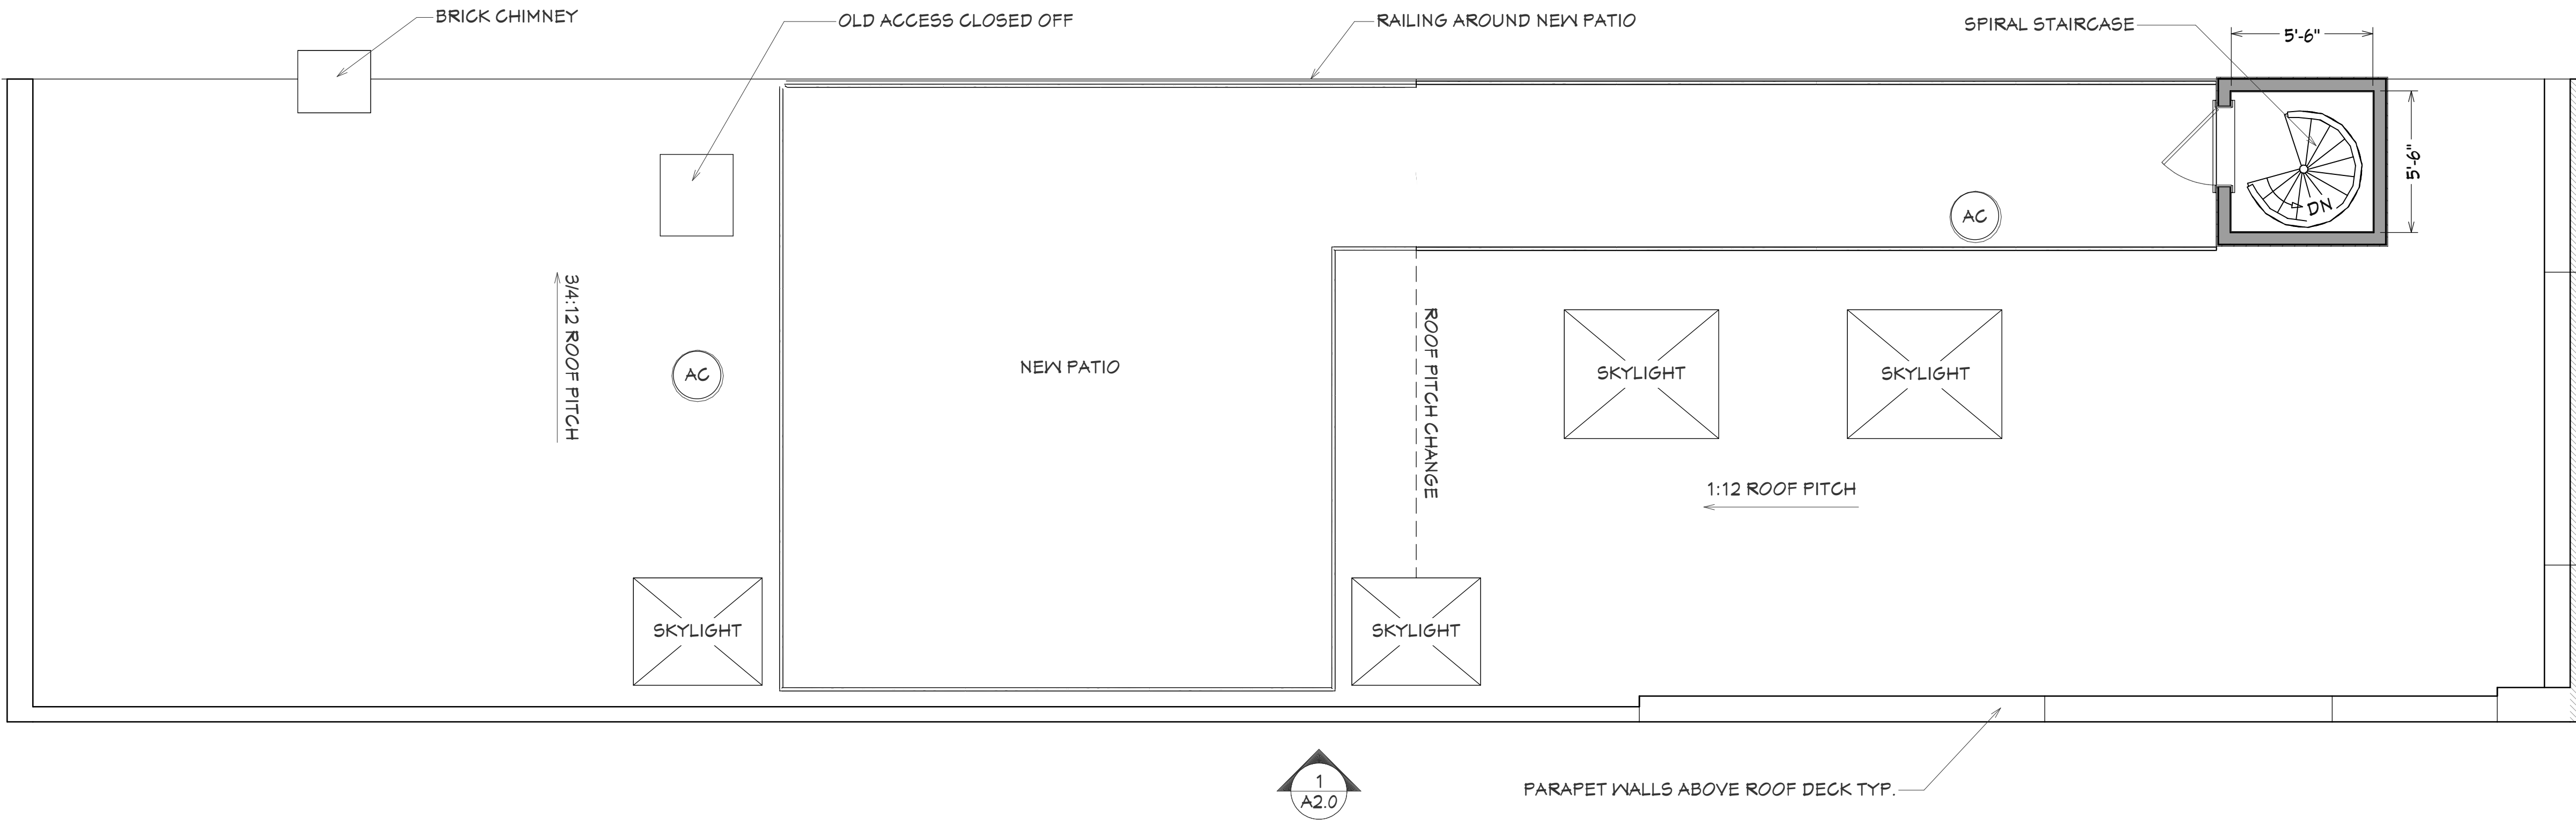 BRICK CHIMNEY
OLD ACCESS CLOSED OFF
RAILING AROUND NEW PATIO
SPIRAL STAIRCASE
5'-6"
5'-6"
DN
AC
3/4:12 ROOF PITCH
AC
NEW PATIO
ROOF PITCH CHANGE
SKYLIGHT
SKYLIGHT
1:12 ROOF PITCH
SKYLIGHT
SKYLIGHT
1
A2.0
PARAPET WALLS ABOVE ROOF DECK TYP.